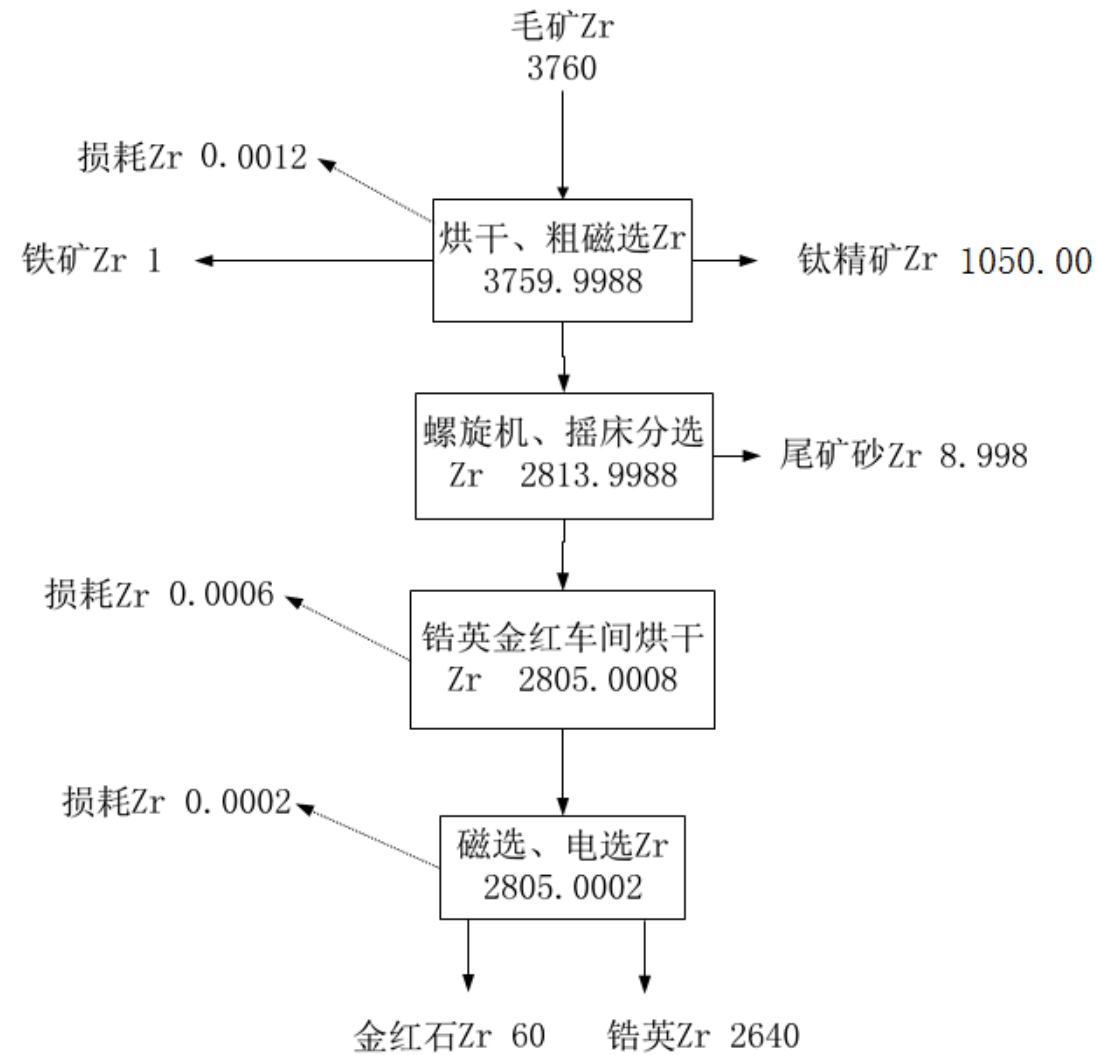 毛矿Zr
3760
损耗Zr 0.0012
烘干、粗磁选Zr
3759.9988
铁矿Zr 1
钛精矿Zr 1050.00
螺旋机、摇床分选
Zr 2813.9988
尾矿砂Zr 8.998
损耗Zr 0.0006
锆英金红车间烘干
Zr 2805.0008
损耗Zr 0.0002
磁选、电选Zr
2805.0002
金红石Zr 60
锆英Zr 2640